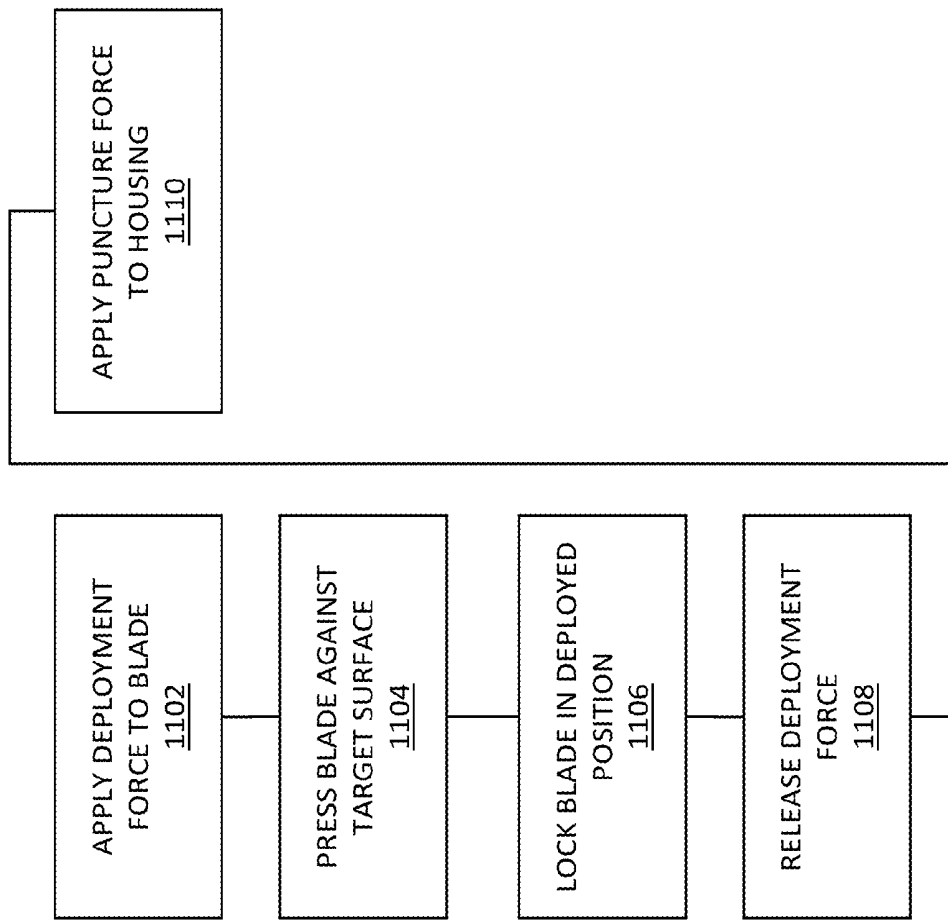 APPLY DEPLOYMENT
FORCE TO BLADE
1102
PRESS BLADE AGAINST
TARGET SURFACE
1104
LOCK BLADE IN DEPLOYED
POSITION
1106
RELEASE DEPLOYMENT
FORCE
1108
APPLY PUNCTURE FORCE
TO HOUSING
1110